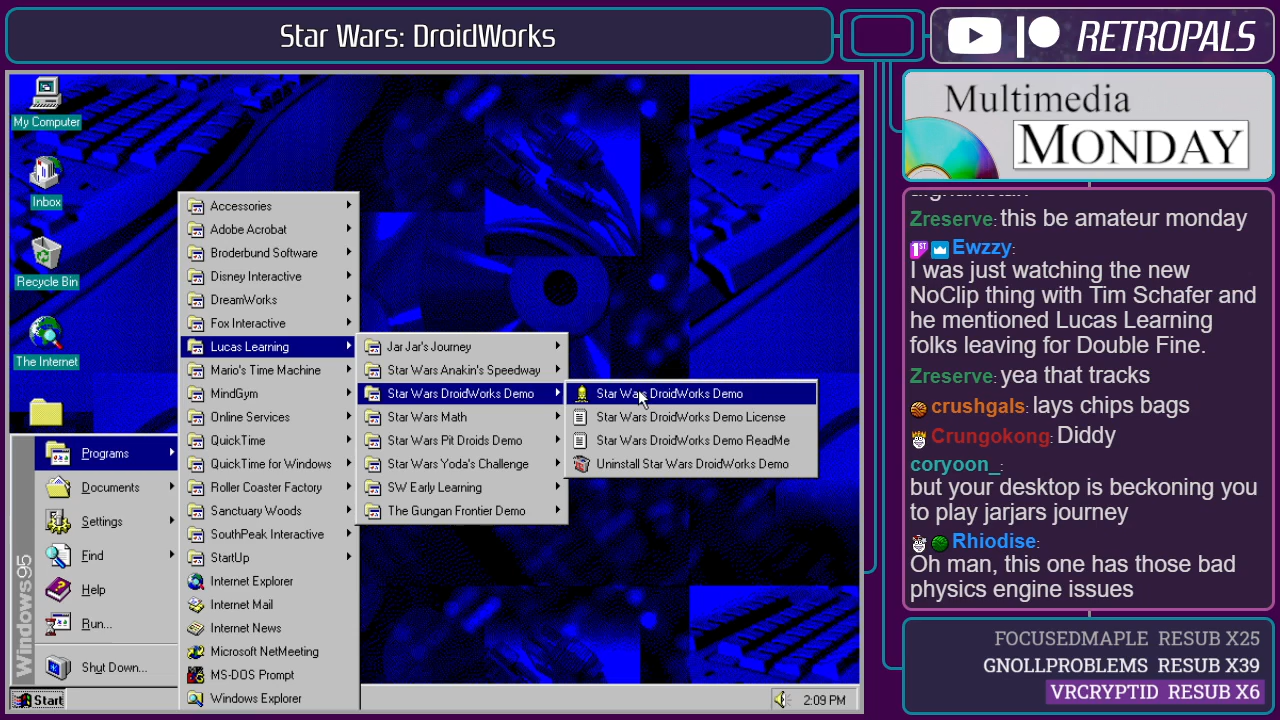 Star Wars: DroidWorks
RETROPALS
Multimedia
MONDAY
My Computer
Inbox
Recycle Bin
The Internet
Windows95
Programs
Documents
Settings
Find
Help
Run...
Shut Down...
Start
Accessories
Adobe Acrobat
Broderbund Software
Disney Interactive
DreamWorks
Fox Interactive
Lucas Learning
Mario's Time Machine
MindGym
Online Services
QuickTime
QuickTime for Windows
Roller Coaster Factory
Sanctuary Woods
SouthPeak Interactive
StartUp
Internet Explorer
Internet Mail
Internet News
Microsoft NetMeeting
MS-DOS Prompt
Windows Explorer
Jar Jar's Journey
Star Wars Anakin's Speedway
Star Wars DroidWorks Demo
Star Wars Math
Star Wars Pit Droids Demo
Star Wars Yoda's Challenge
SW Early Learning
The Gungan Frontier Demo
Star Wars DroidWorks Demo
Star Wars DroidWorks Demo License
Star Wars DroidWorks Demo ReadMe
Uninstall Star Wars DroidWorks Demo
2:09 PM
Zreserve: this be amateur monday
1ST Ewzzy:
I was just watching the new
NoClip thing with Tim Schafer and
he mentioned Lucas Learning
folks leaving for Double Fine.
Zreserve: yea that tracks
crushgals: lays chips bags
Crungokong: Diddy
coryoon_:
but your desktop is beckoning you
to play jarjars journey
Rhiodise:
Oh man, this one has those bad
physics engine issues
FOCUSEDMAPLE RESUB X25
GNOLLPROBLEMS RESUB X39
VRCRYPTID RESUB X6